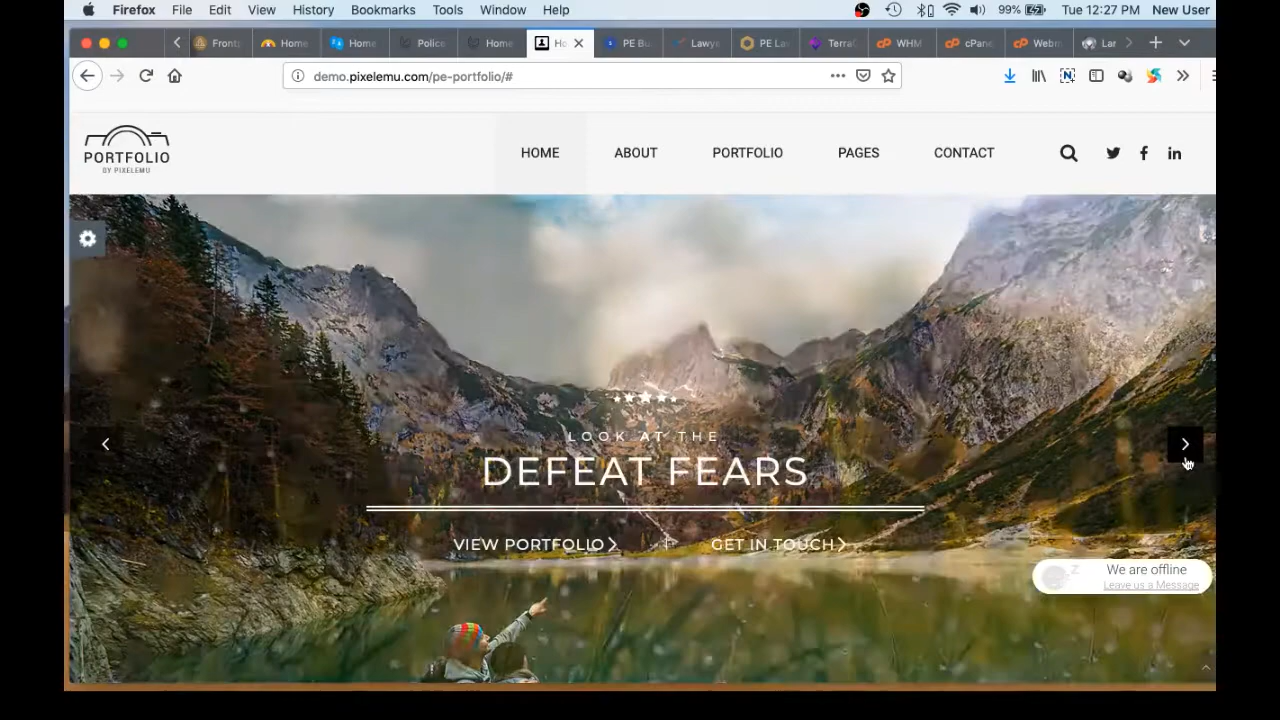 Firefox File Edit View History Bookmarks Tools Window Help 99% Tue 12:27 PM New User
Home Home Police Home PE Bu Lawye PE La WHM cPane Webm Lar
demo.pixelemu.com/pe-portfolio/#
PORTFOLIO
BY PIXELEMU
HOME ABOUT PORTFOLIO PAGES CONTACT
LOOK AT THE
DEFEAT FEARS
VIEW PORTFOLIO GET IN TOUCH
We are offline
Leave us a Message